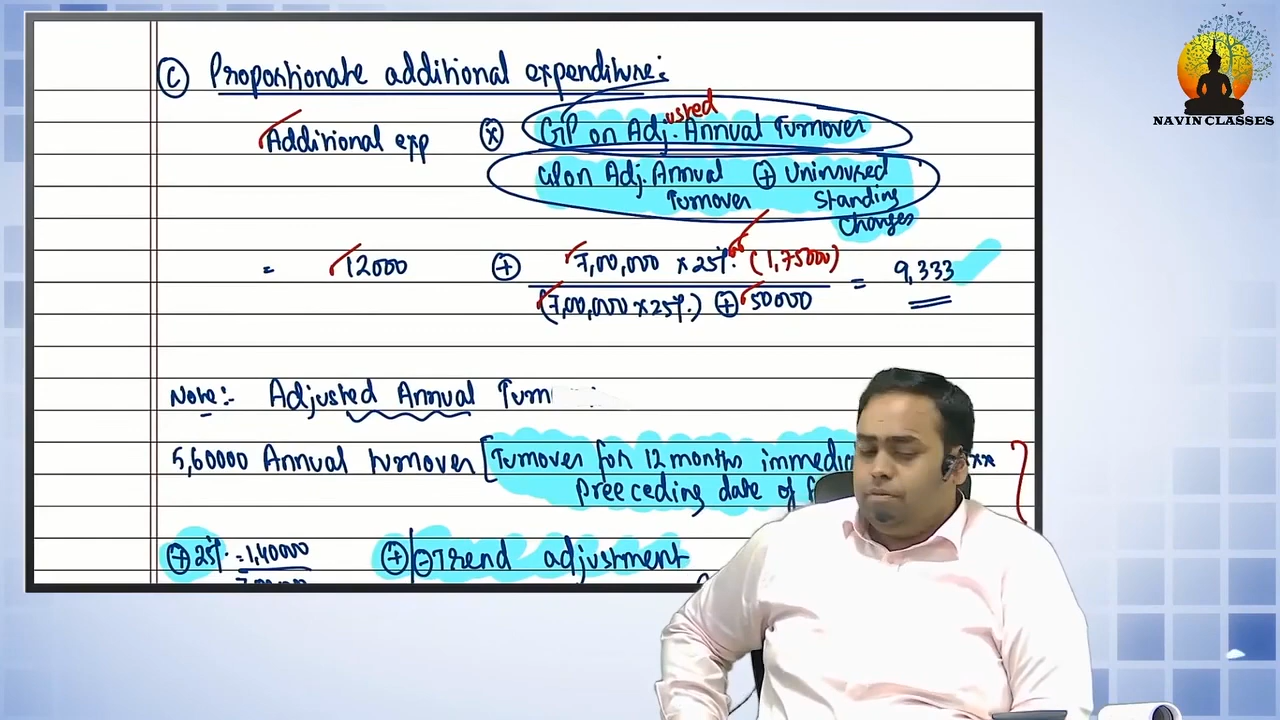 NAVIN CLASSES
(c) Proportionate additional expenditure:
Additional exp (x) GP on Adj.usted Annual Turnover
GP on Adj. Annual Turnover (+) Uninsured Standing Charges
= 12000 (+) 7,00,000 x 25%. (1,75000) = 9,333
(7,00,000 x 25%.) (+) 50000
Note:- Adjusted Annual Turn
5,60000 Annual turnover [Turnover for 12 months xx
preeceding date of
(+) 25%. = 1,40000 (+) (-) Trend adjustment